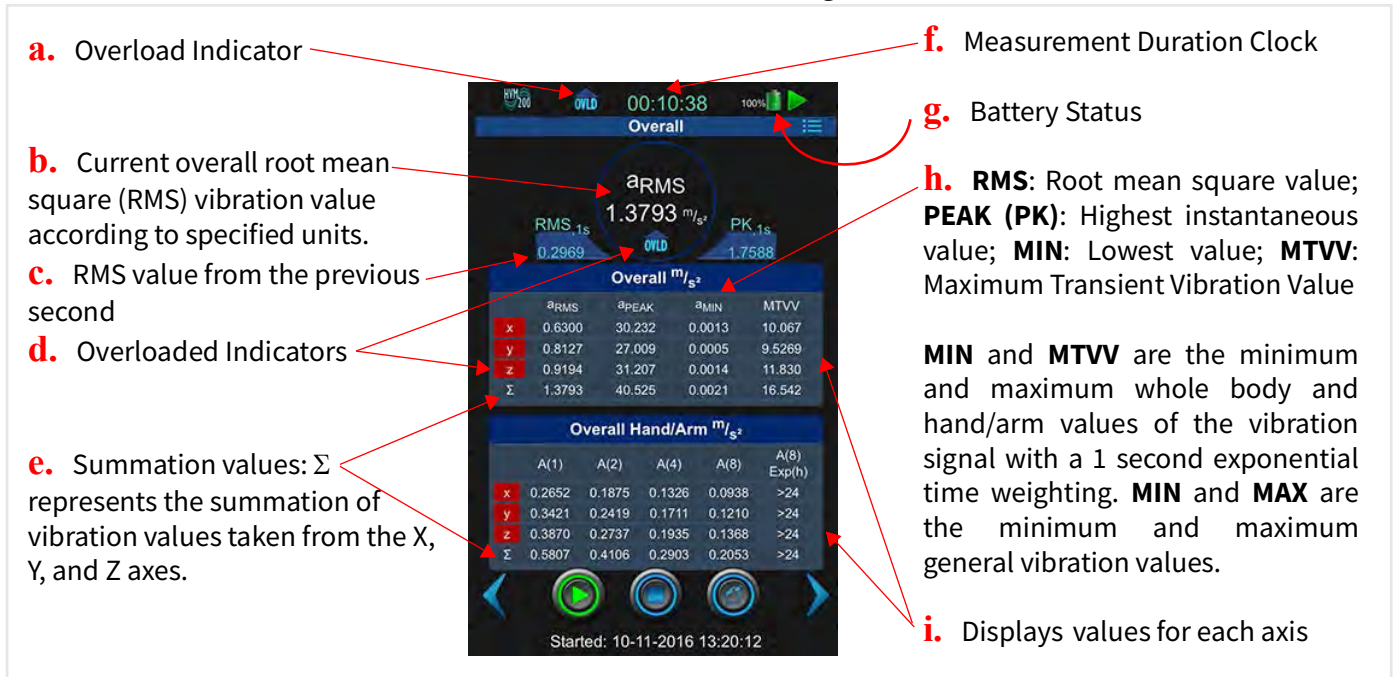 a. Overload Indicator
b. Current overall root mean
square (RMS) vibration value
according to specified units.
c. RMS value from the previous
second
d. Overloaded Indicators
e. Summation values: Σ
represents the summation of
vibration values taken from the X,
Y, and Z axes.
HVM200 OVLD 00:10:38 100%
Overall
aRMS
1.3793 m/s²
RMS,1s PK,1s
0.2969 OVLD 1.7588
Overall m/s²
aRMS aPEAK aMIN MTVV
x 0.6300 30.232 0.0013 10.067
y 0.8127 27.009 0.0005 9.5269
z 0.9194 31.207 0.0014 11.830
Σ 1.3793 40.525 0.0021 16.542
Overall Hand/Arm m/s²
A(1) A(2) A(4) A(8) A(8) Exp(h)
x 0.2652 0.1875 0.1326 0.0938 >24
y 0.3421 0.2419 0.1711 0.1210 >24
z 0.3870 0.2737 0.1935 0.1368 >24
Σ 0.5807 0.4106 0.2903 0.2053 >24
Started: 10-11-2016 13:20:12
f. Measurement Duration Clock
g. Battery Status
h. RMS: Root mean square value;
PEAK (PK): Highest instantaneous
value; MIN: Lowest value; MTVV:
Maximum Transient Vibration Value
MIN and MTVV are the minimum
and maximum whole body and
hand/arm values of the vibration
signal with a 1 second exponential
time weighting. MIN and MAX are
the minimum and maximum
general vibration values.
i. Displays values for each axis